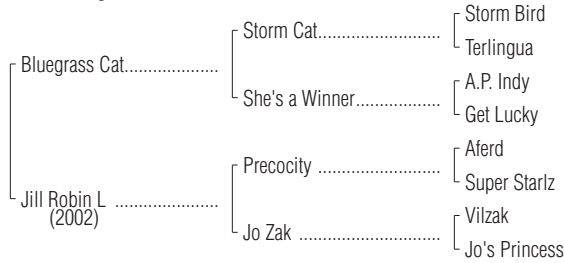 Storm Bird
Storm Cat....................
Terlingua
Bluegrass Cat...................
A.P. Indy
She's a Winner.............
Get Lucky
Aferd
Precocity ....................
Super Starlz
Jill Robin L .................
(2002)
Vilzak
Jo Zak .......................
Jo's Princess